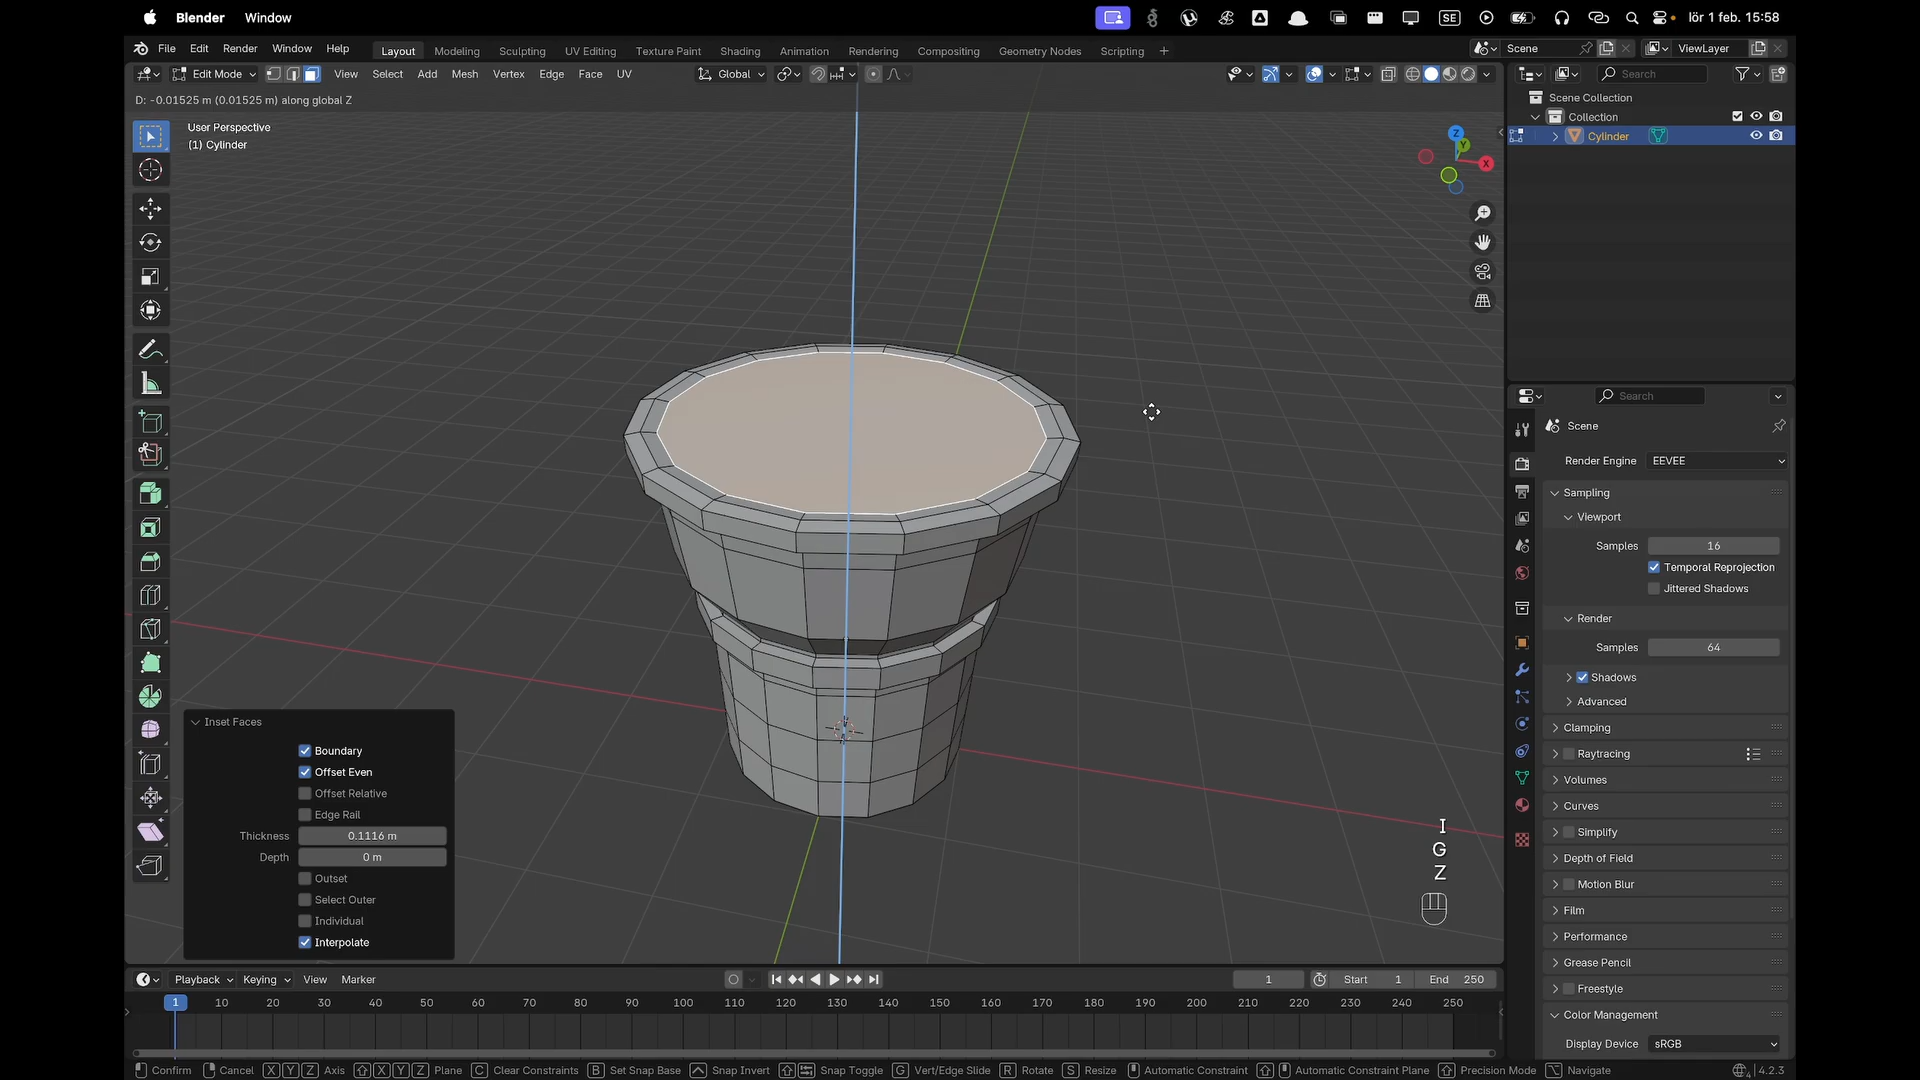 Blender Window SE lör 1 feb. 15:58
File Edit Render Window Help Layout Modeling Sculpting UV Editing Texture Paint Shading Animation Rendering Compositing Geometry Nodes Scripting + Scene ViewLayer
Edit Mode View Select Add Mesh Vertex Edge Face UV Global Search
D: -0.01525 m (0.01525 m) along global Z
Scene Collection
Collection
Cylinder
User Perspective
(1) Cylinder
Z
Y
X
Search
Scene
Render Engine EEVEE
Sampling
Viewport
Samples 16
Temporal Reprojection
Jittered Shadows
Render
Samples 64
Shadows
Advanced
Clamping
Raytracing
Volumes
Curves
Simplify
Depth of Field
Motion Blur
Film
Performance
Grease Pencil
Freestyle
Color Management
Display Device sRGB
Inset Faces
Boundary
Offset Even
Offset Relative
Edge Rail
Thickness 0.1116 m
Depth 0 m
Outset
Select Outer
Individual
Interpolate
I
G
Z
Playback Keying View Marker 1 Start 1 End 250
1 10 20 30 40 50 60 70 80 90 100 110 120 130 140 150 160 170 180 190 200 210 220 230 240 250
Confirm Cancel X Y Z Axis X Y Z Plane C Clear Constraints B Set Snap Base Snap Invert Snap Toggle G Vert/Edge Slide R Rotate S Resize Automatic Constraint Automatic Constraint Plane Precision Mode Navigate 4.2.3